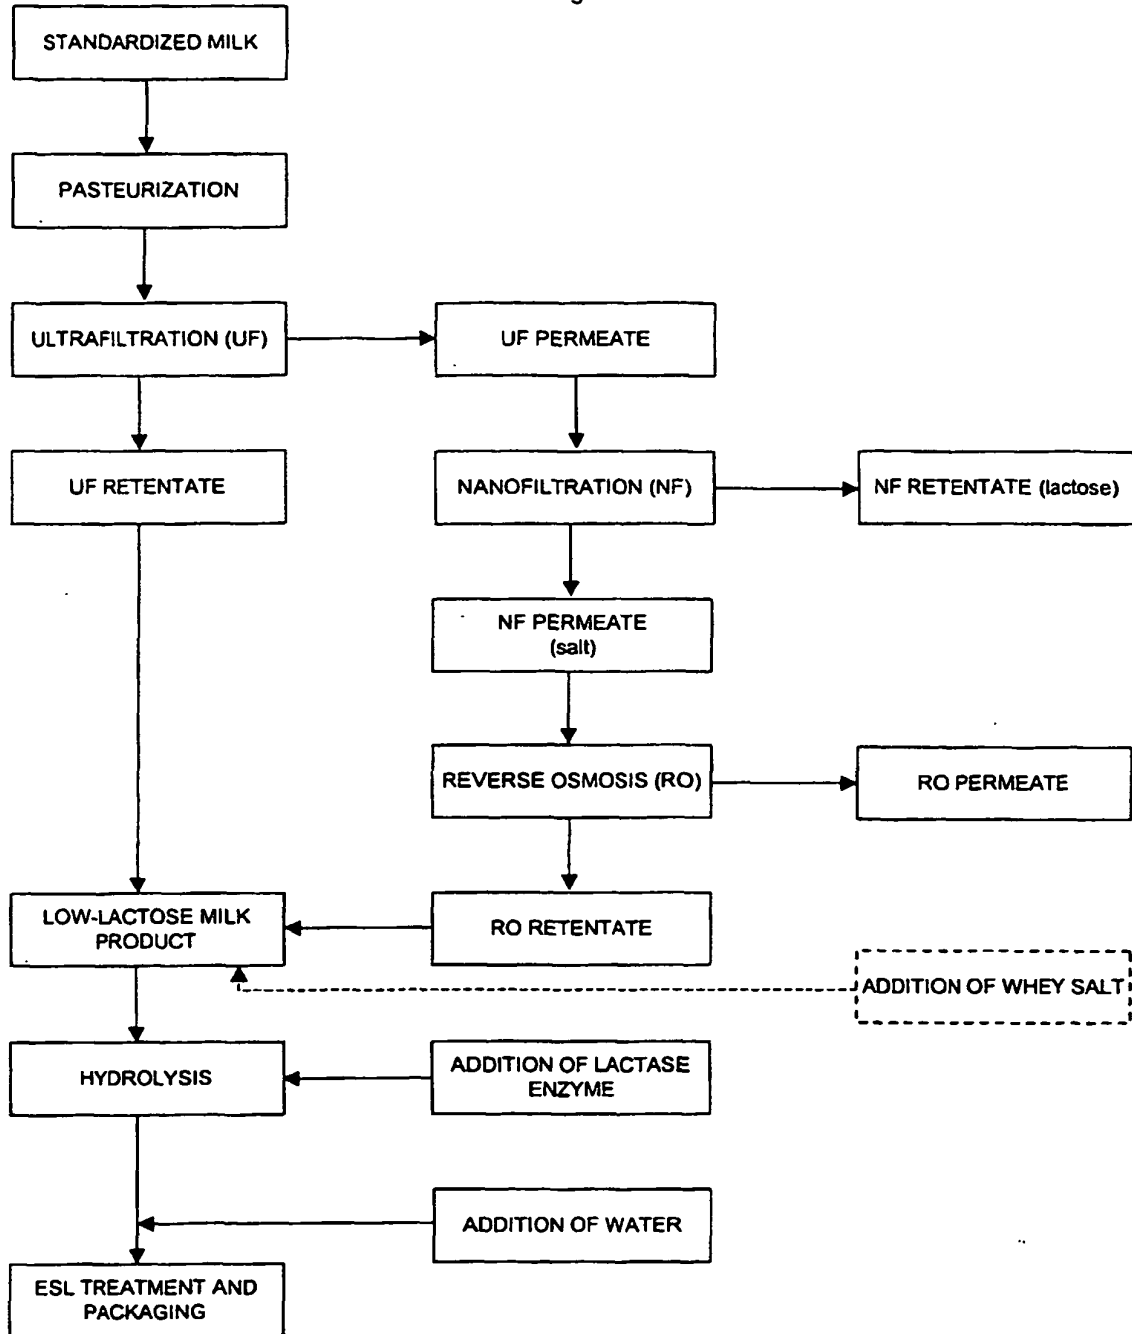 g
STANDARDIZED MILK
PASTEURIZATION
ULTRAFILTRATION (UF)
UF PERMEATE
UF RETENTATE
NANOFILTRATION (NF)
NF RETENTATE (lactose)
NF PERMEATE
(salt)
REVERSE OSMOSIS (RO)
RO PERMEATE
LOW-LACTOSE MILK
PRODUCT
RO RETENTATE
ADDITION OF WHEY SALT
HYDROLYSIS
ADDITION OF LACTASE
ENZYME
ADDITION OF WATER
ESL TREATMENT AND
PACKAGING